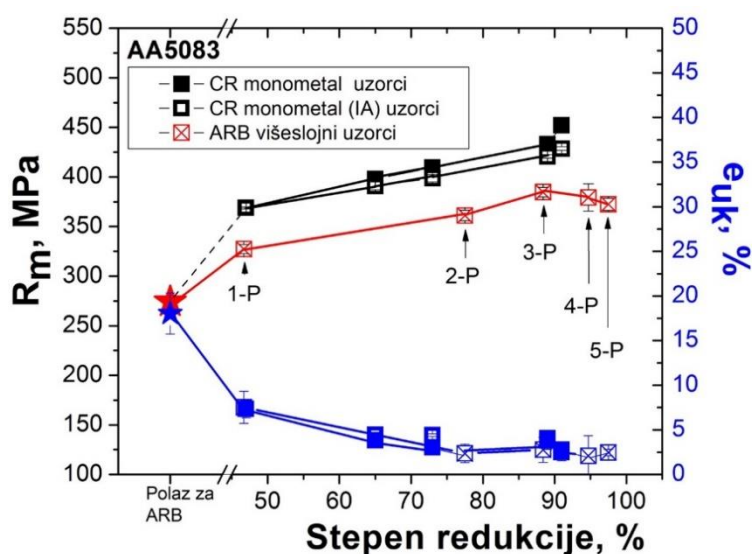 AA5083
CR monometal uzorci
CR monometal (IA) uzorci
ARB višeslojni uzorci
R_m, MPa
550
500
450
400
350
300
250
200
150
100
1-P
2-P
3-P
4-P
5-P
50
45
40
35
30
25
20
15
10
5
0
e_uk, %
Polaz za
ARB
50
60
70
80
90
100
Stepen redukcije, %